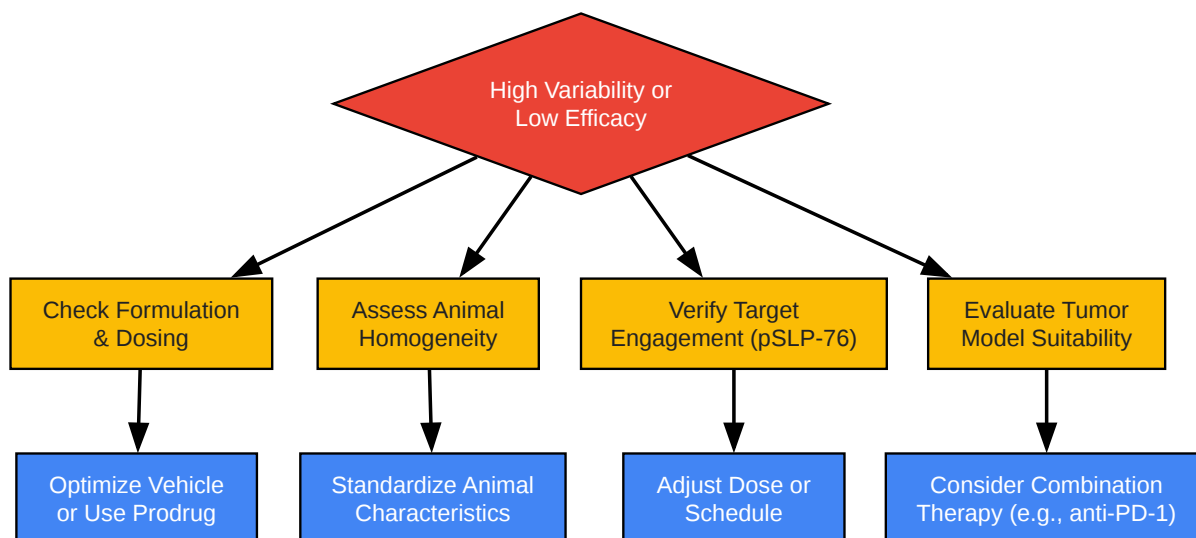 High Variability or
Low Efficacy
Check Formulation
& Dosing
Assess Animal
Homogeneity
Verify Target
Engagement (pSLP-76)
Evaluate Tumor
Model Suitability
Optimize Vehicle
or Use Prodrug
Standardize Animal
Characteristics
Adjust Dose or
Schedule
Consider Combination
Therapy (e.g., anti-PD-1)